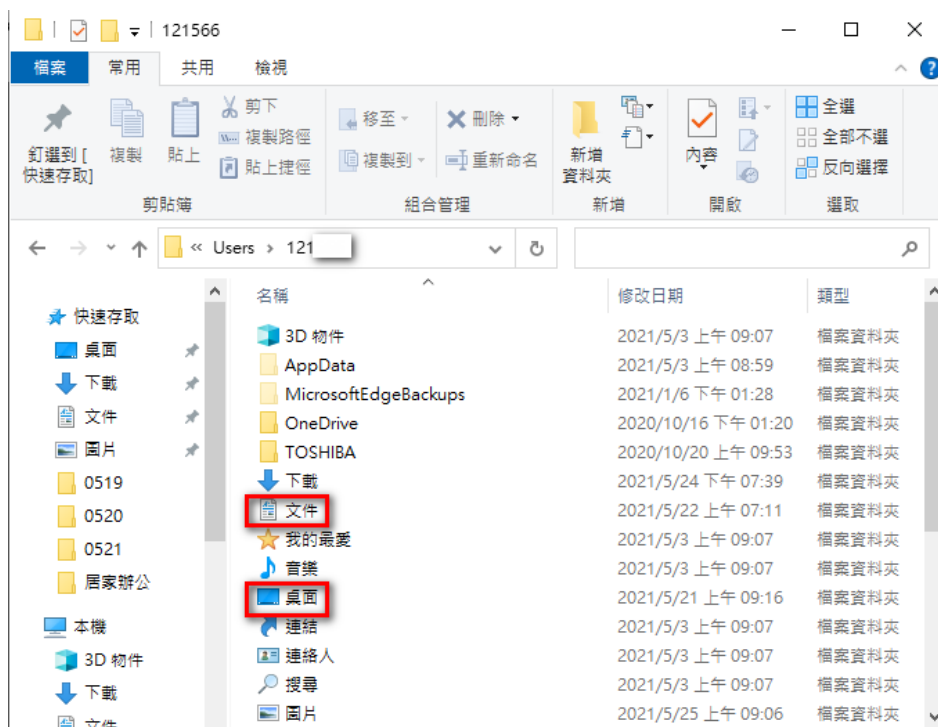 121566
檔案 常用 共用 檢視
釘選到 [
快速存取]
複製
貼上
剪下
複製路徑
貼上捷徑
剪貼簿
移至
複製到
刪除
重新命名
組合管理
新增
資料夾
新增
內容
開啟
全選
全部不選
反向選擇
選取
« Users › 121
快速存取
桌面
下載
文件
圖片
0519
0520
0521
居家辦公
本機
3D 物件
下載
文件
名稱 修改日期 類型
3D 物件 2021/5/3 上午 09:07 檔案資料夾
AppData 2021/5/3 上午 08:59 檔案資料夾
MicrosoftEdgeBackups 2021/1/6 下午 01:28 檔案資料夾
OneDrive 2020/10/16 下午 01:20 檔案資料夾
TOSHIBA 2020/10/20 上午 09:53 檔案資料夾
下載 2021/5/24 下午 07:39 檔案資料夾
文件 2021/5/22 上午 07:11 檔案資料夾
我的最愛 2021/5/3 上午 09:07 檔案資料夾
音樂 2021/5/3 上午 09:07 檔案資料夾
桌面 2021/5/21 上午 09:16 檔案資料夾
連結 2021/5/3 上午 09:07 檔案資料夾
連絡人 2021/5/3 上午 09:07 檔案資料夾
搜尋 2021/5/3 上午 09:07 檔案資料夾
圖片 2021/5/25 上午 09:06 檔案資料夾